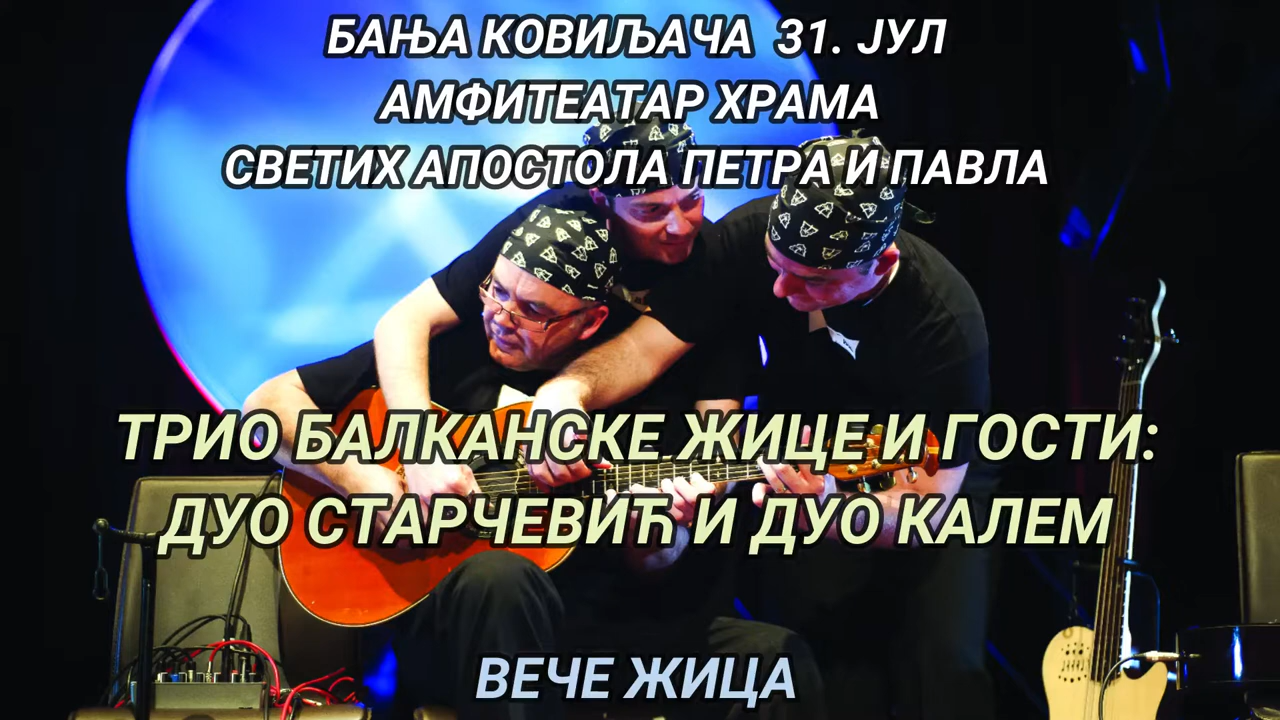 БАЊА КОВИЉАЧА 31. ЈУЛ
АМФИТЕАТАР ХРАМА
СВЕТИХ АПОСТОЛА ПЕТРА И ПАВЛА
ТРИО БАЛКАНСКЕ ЖИЦЕ И ГОСТИ:
ДУО СТАРЧЕВИЋ И ДУО КАЛЕМ
ВЕЧЕ ЖИЦА